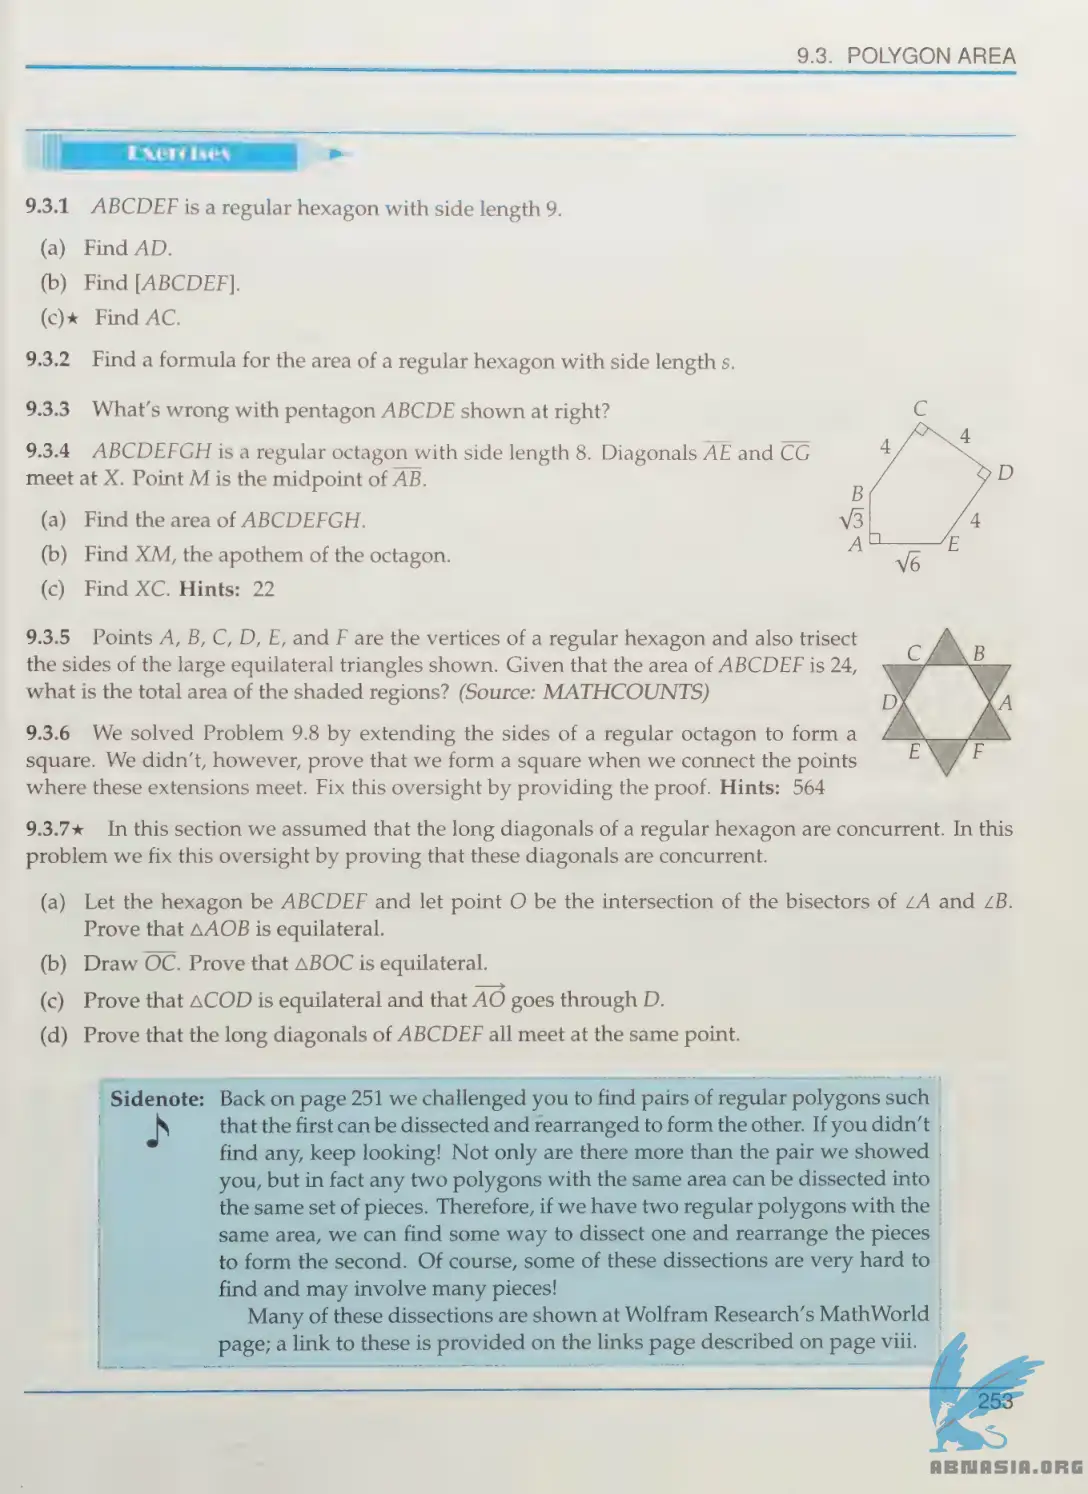 9.3. POLYGON AREA
Exercises
9.3.1 ABCDEF is a regular hexagon with side length 9.
(a) Find AD.
(b) Find [ABCDEF].
(c)★ Find AC.
9.3.2 Find a formula for the area of a regular hexagon with side length s.
9.3.3 What's wrong with pentagon ABCDE shown at right?
9.3.4 ABCDEFGH is a regular octagon with side length 8. Diagonals AE and CG
meet at X. Point M is the midpoint of AB.
(a) Find the area of ABCDEFGH.
(b) Find XM, the apothem of the octagon.
(c) Find XC. Hints: 22
C
4
4
D
B
√3
4
A
E
√6
9.3.5 Points A, B, C, D, E, and F are the vertices of a regular hexagon and also trisect
the sides of the large equilateral triangles shown. Given that the area of ABCDEF is 24,
what is the total area of the shaded regions? (Source: MATHCOUNTS)
C
B
D
A
E
F
9.3.6 We solved Problem 9.8 by extending the sides of a regular octagon to form a
square. We didn't, however, prove that we form a square when we connect the points
where these extensions meet. Fix this oversight by providing the proof. Hints: 564
9.3.7★ In this section we assumed that the long diagonals of a regular hexagon are concurrent. In this
problem we fix this oversight by proving that these diagonals are concurrent.
(a) Let the hexagon be ABCDEF and let point O be the intersection of the bisectors of ∠A and ∠B.
Prove that △AOB is equilateral.
(b) Draw OC. Prove that △BOC is equilateral.
(c) Prove that △COD is equilateral and that AO goes through D.
(d) Prove that the long diagonals of ABCDEF all meet at the same point.
Sidenote: Back on page 251 we challenged you to find pairs of regular polygons such
that the first can be dissected and rearranged to form the other. If you didn't
find any, keep looking! Not only are there more than the pair we showed
you, but in fact any two polygons with the same area can be dissected into
the same set of pieces. Therefore, if we have two regular polygons with the
same area, we can find some way to dissect one and rearrange the pieces
to form the second. Of course, some of these dissections are very hard to
find and may involve many pieces!
Many of these dissections are shown at Wolfram Research's MathWorld
page; a link to these is provided on the links page described on page viii.
253
ABNASIA.ORG